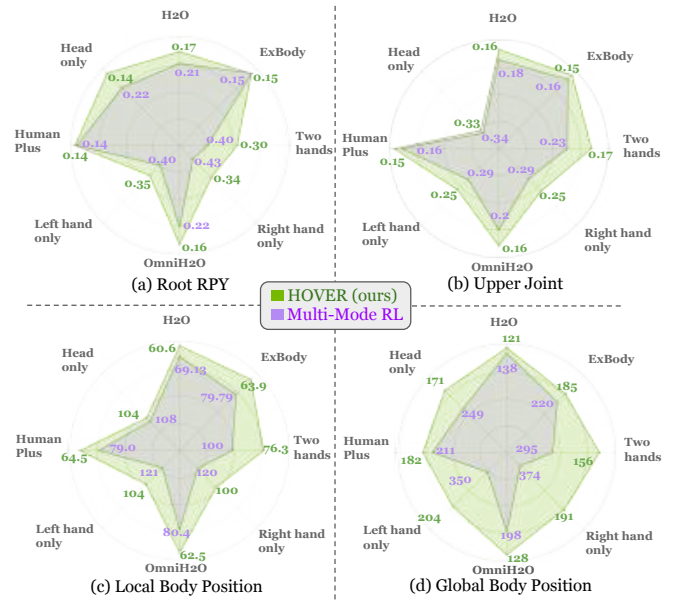 H2O
0.17
Head
only
ExBody
0.14
0.21
0.15
0.15
0.22
Human
Plus
0.14
0.14
0.40
0.30
Two
hands
0.40
0.43
0.35
0.34
Left hand
only
0.22
Right hand
only
0.16
OmniH2O
(a) Root RPY
H2O
0.16
Head
only
ExBody
0.15
0.18
0.16
0.33
Human
Plus
0.34
0.23
Two
hands
0.16
0.15
0.17
0.29
0.29
0.25
0.25
Left hand
only
0.2
Right hand
only
0.16
OmniH2O
(b) Upper Joint
HOVER (ours)
Multi-Mode RL
H2O
60.6
Head
only
ExBody
69.13
63.9
79.79
104
108
Human
Plus
79.0
100
Two
hands
64.5
76.3
121
120
104
100
Left hand
only
80.4
Right hand
only
62.5
OmniH2O
(c) Local Body Position
H2O
121
Head
only
ExBody
138
171
185
249
220
Human
Plus
211
295
Two
hands
182
156
350
374
204
191
Left hand
only
198
Right hand
only
128
OmniH2O
(d) Global Body Position